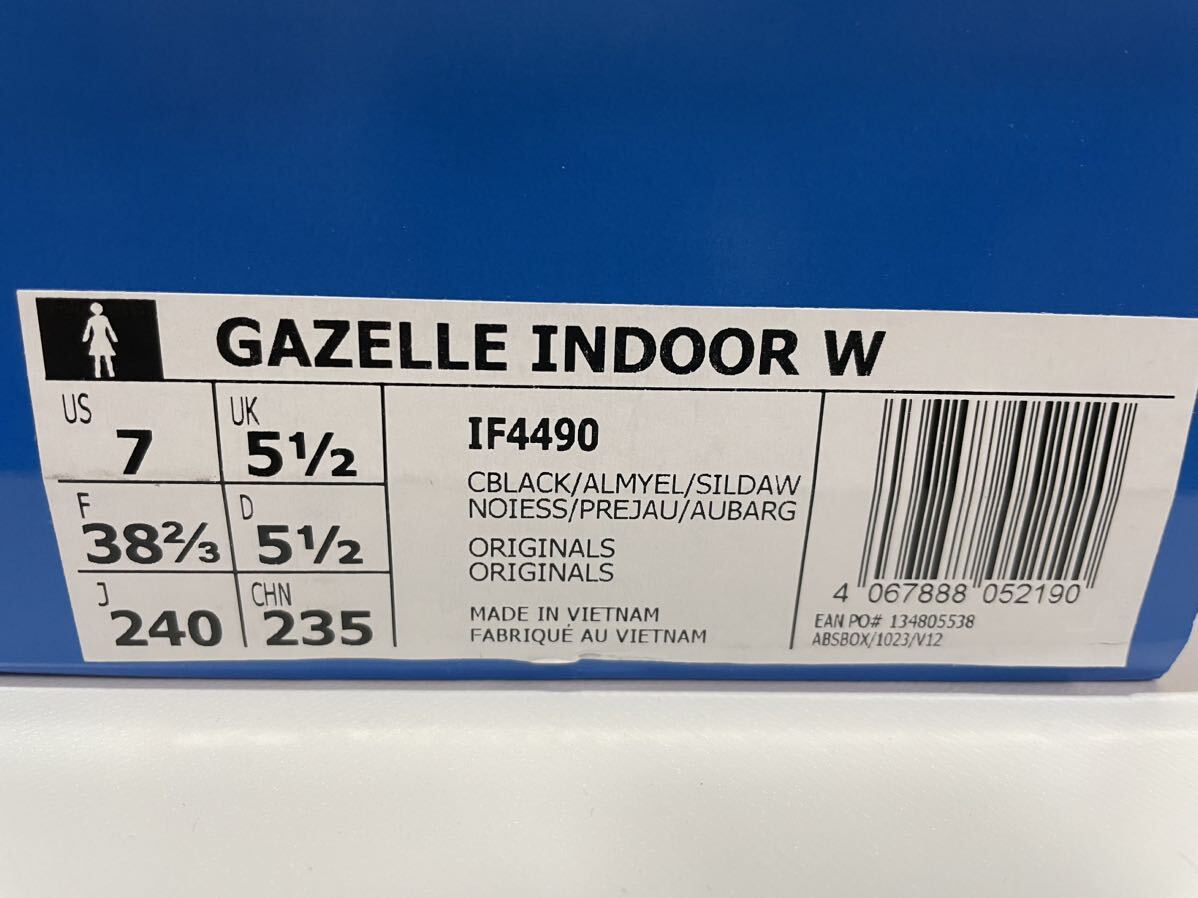 GAZELLE INDOOR W
US
7
UK
5½
F
38⅔
D
5½
J
240
CHN
235
IF4490
CBLACK/ALMYEL/SILDAW
NOIESS/PREJAU/AUBARG
ORIGINALS
ORIGINALS
MADE IN VIETNAM
FABRIQUÉ AU VIETNAM
4 067888 052190
EAN PO# 134805538
ABSBOX/1023/V12